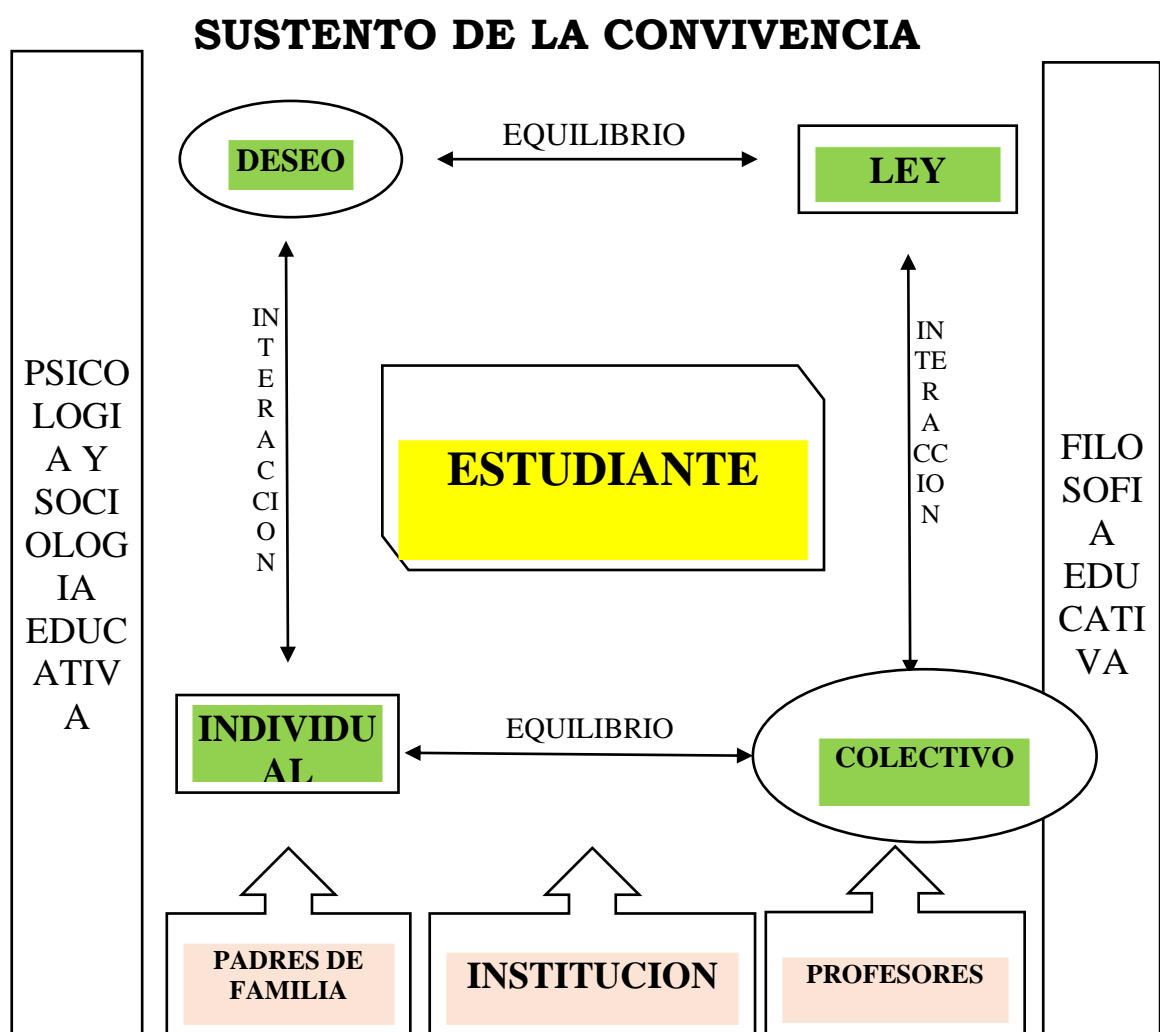 SUSTENTO DE LA CONVIVENCIA
DESEO
EQUILIBRIO
LEY
IN
T
E
R
A
C
CI
O
N
IN
TE
R
A
CC
IO
N
PSICO
LOGI
A Y
SOCI
OLOG
IA
EDUC
ATIV
A
ESTUDIANTE
FILO
SOFI
A
EDU
CATI
VA
INDIVIDU
AL
EQUILIBRIO
COLECTIVO
PADRES DE
FAMILIA
INSTITUCION
PROFESORES